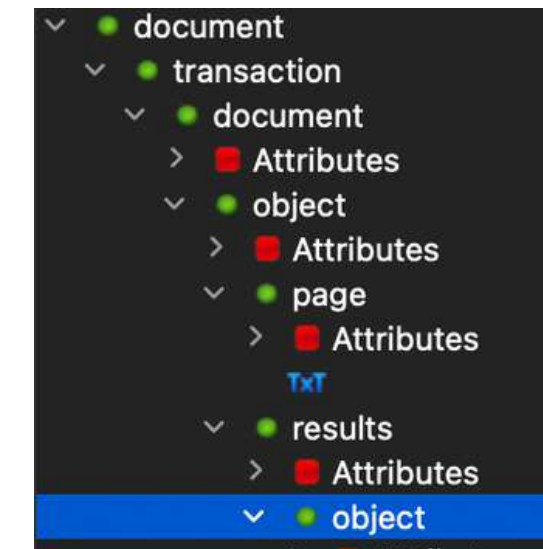 document
transaction
document
Attributes
object
Attributes
page
Attributes
TxT
results
Attributes
object